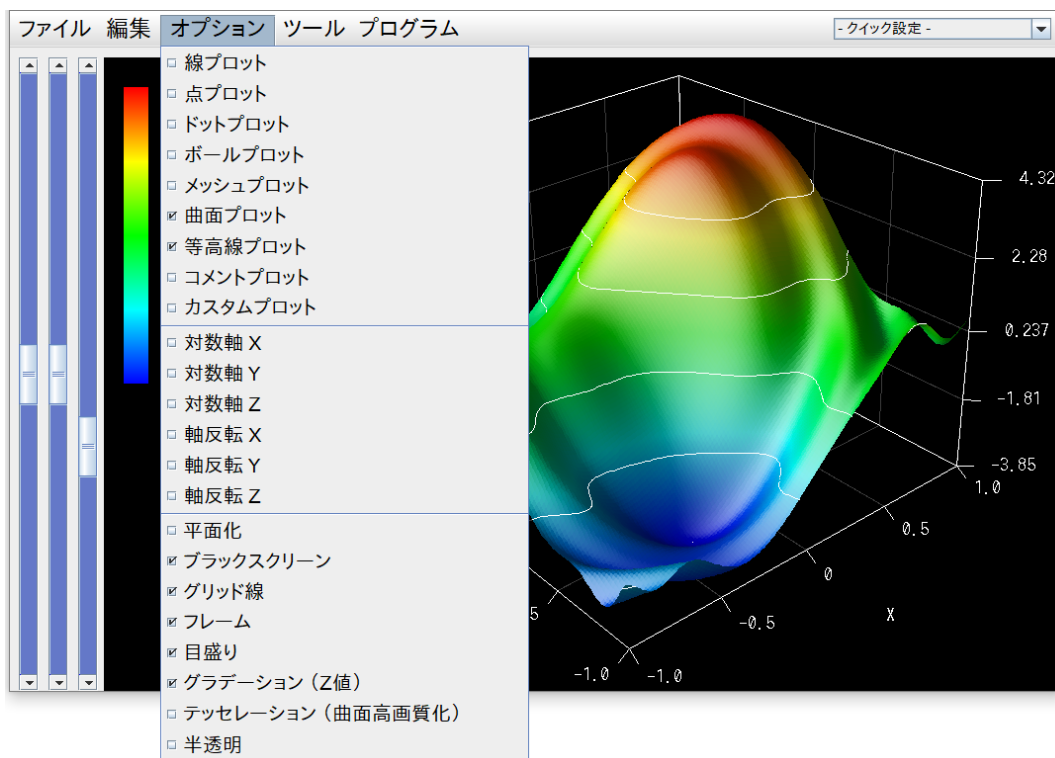 ファイル 編集 オプション ツール プログラム
- クイック設定 -
線プロット
点プロット
ドットプロット
ボールプロット
メッシュプロット
曲面プロット
等高線プロット
コメントプロット
カスタムプロット
対数軸 X
対数軸 Y
対数軸 Z
軸反転 X
軸反転 Y
軸反転 Z
平面化
ブラックスクリーン
グリッド線
フレーム
目盛り
グラデーション（Z値）
テッセレーション（曲面高画質化）
半透明
4.32
2.28
0.237
-1.81
-3.85
1.0
0.5
0
X
-0.5
-1.0
-1.0
5